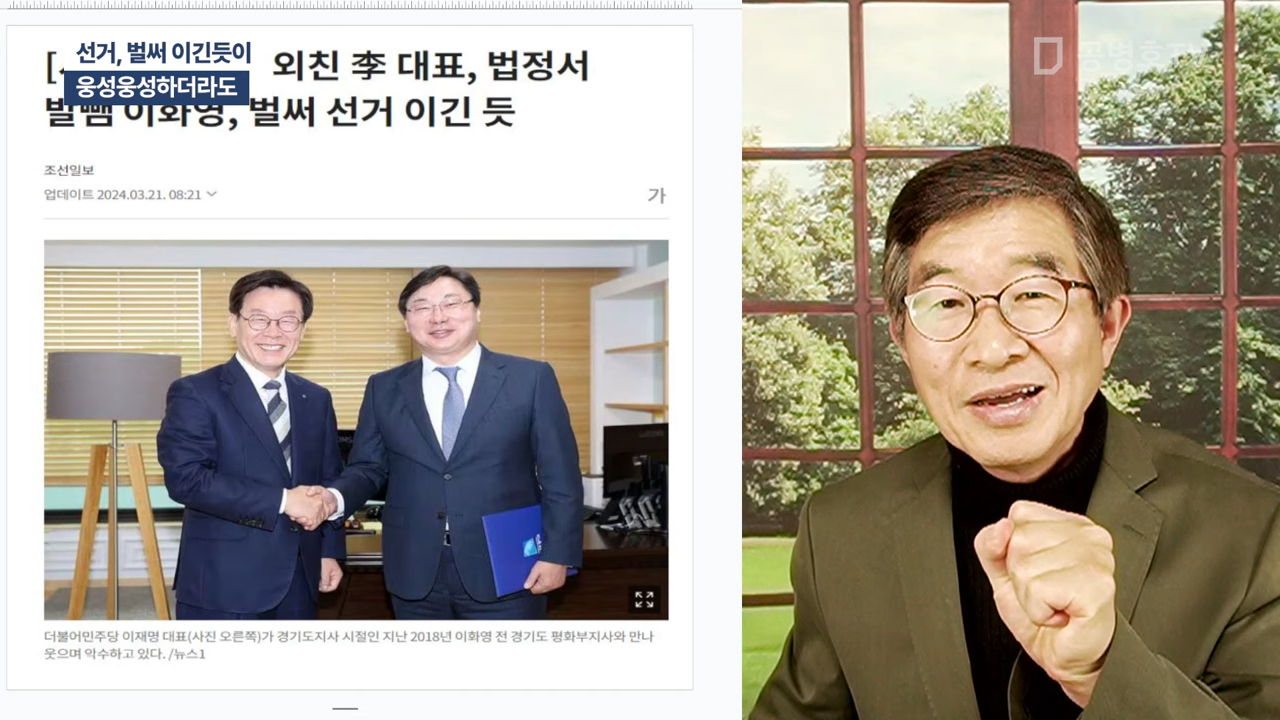 선거, 벌써 이긴듯이
웅성웅성하더라도
외친 李 대표, 법정서
벌뺌 이화영, 벌써 선거 이긴 듯
조선일보
업데이트 2024.03.21. 08:21
가
더불어민주당 이재명 대표(사진 오른쪽)가 경기도지사 시절인 지난 2018년 이화영 전 경기도 평화부지사와 만나
웃으며 악수하고 있다. /뉴스1
공병호